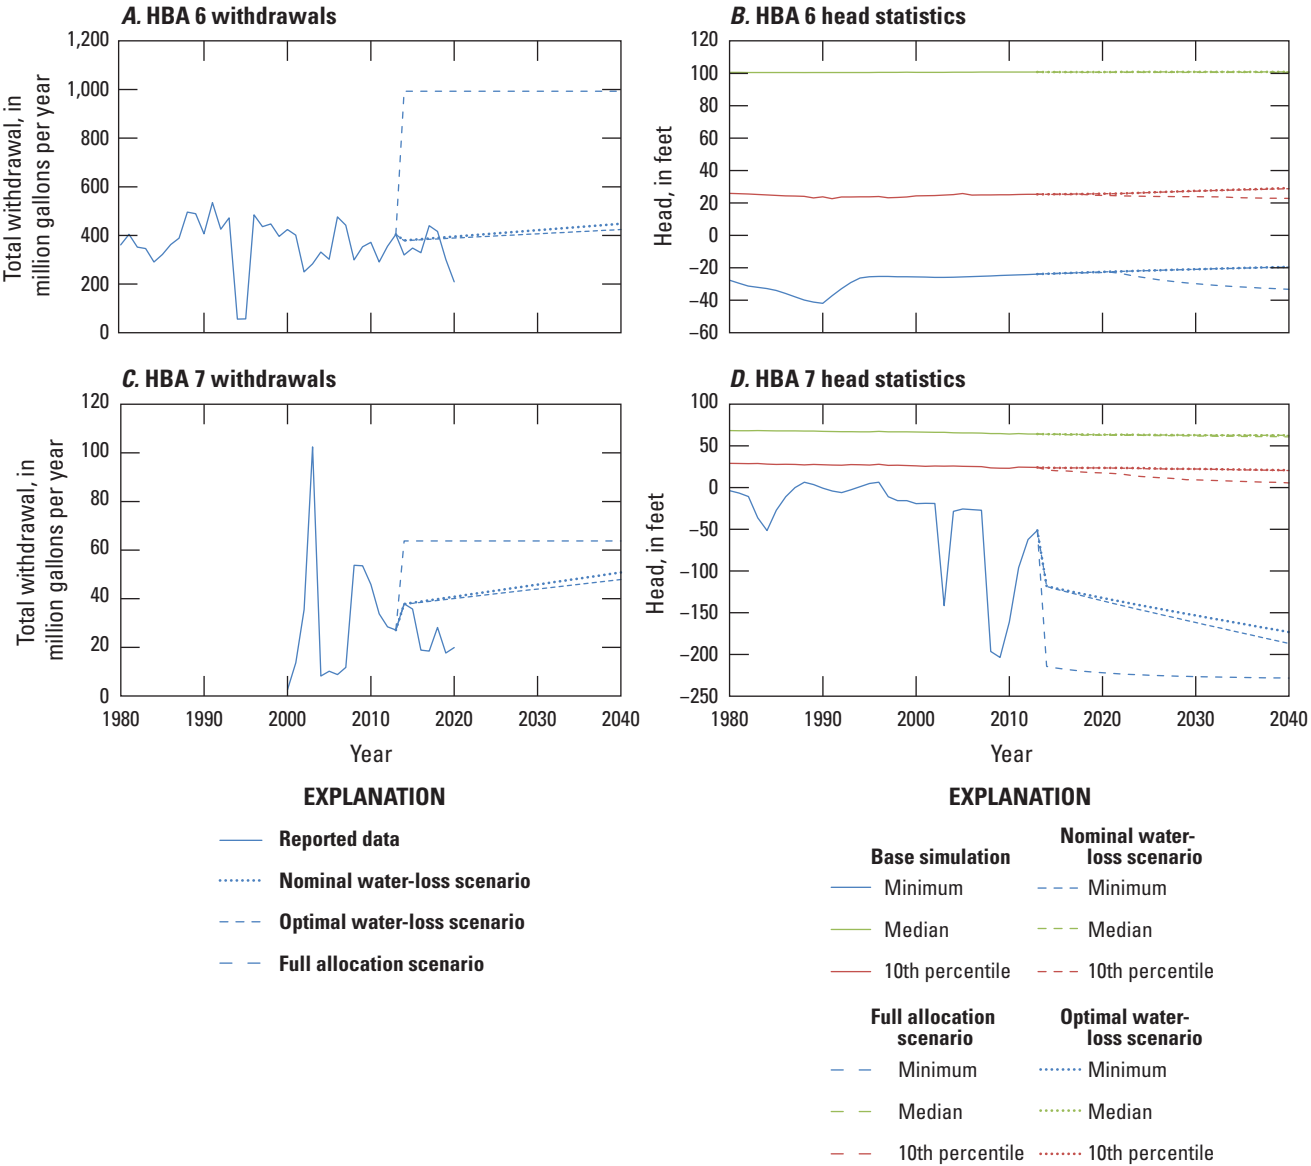 A. HBA 6 withdrawals
1,200
1,000
800
600
400
200
0
Total withdrawal, in
million gallons per year
B. HBA 6 head statistics
120
100
80
60
40
20
0
–20
–40
–60
Head, in feet
C. HBA 7 withdrawals
120
100
80
60
40
20
0
1980 1990 2000 2010 2020 2030 2040
Total withdrawal, in
million gallons per year
Year
D. HBA 7 head statistics
100
50
0
–50
–100
–150
–200
–250
1980 1990 2000 2010 2020 2030 2040
Head, in feet
Year
EXPLANATION
Reported data
Nominal water-loss scenario
Optimal water-loss scenario
Full allocation scenario
EXPLANATION
Base simulation
Minimum
Median
10th percentile
Nominal water-
loss scenario
Minimum
Median
10th percentile
Full allocation
scenario
Minimum
Median
10th percentile
Optimal water-
loss scenario
Minimum
Median
10th percentile